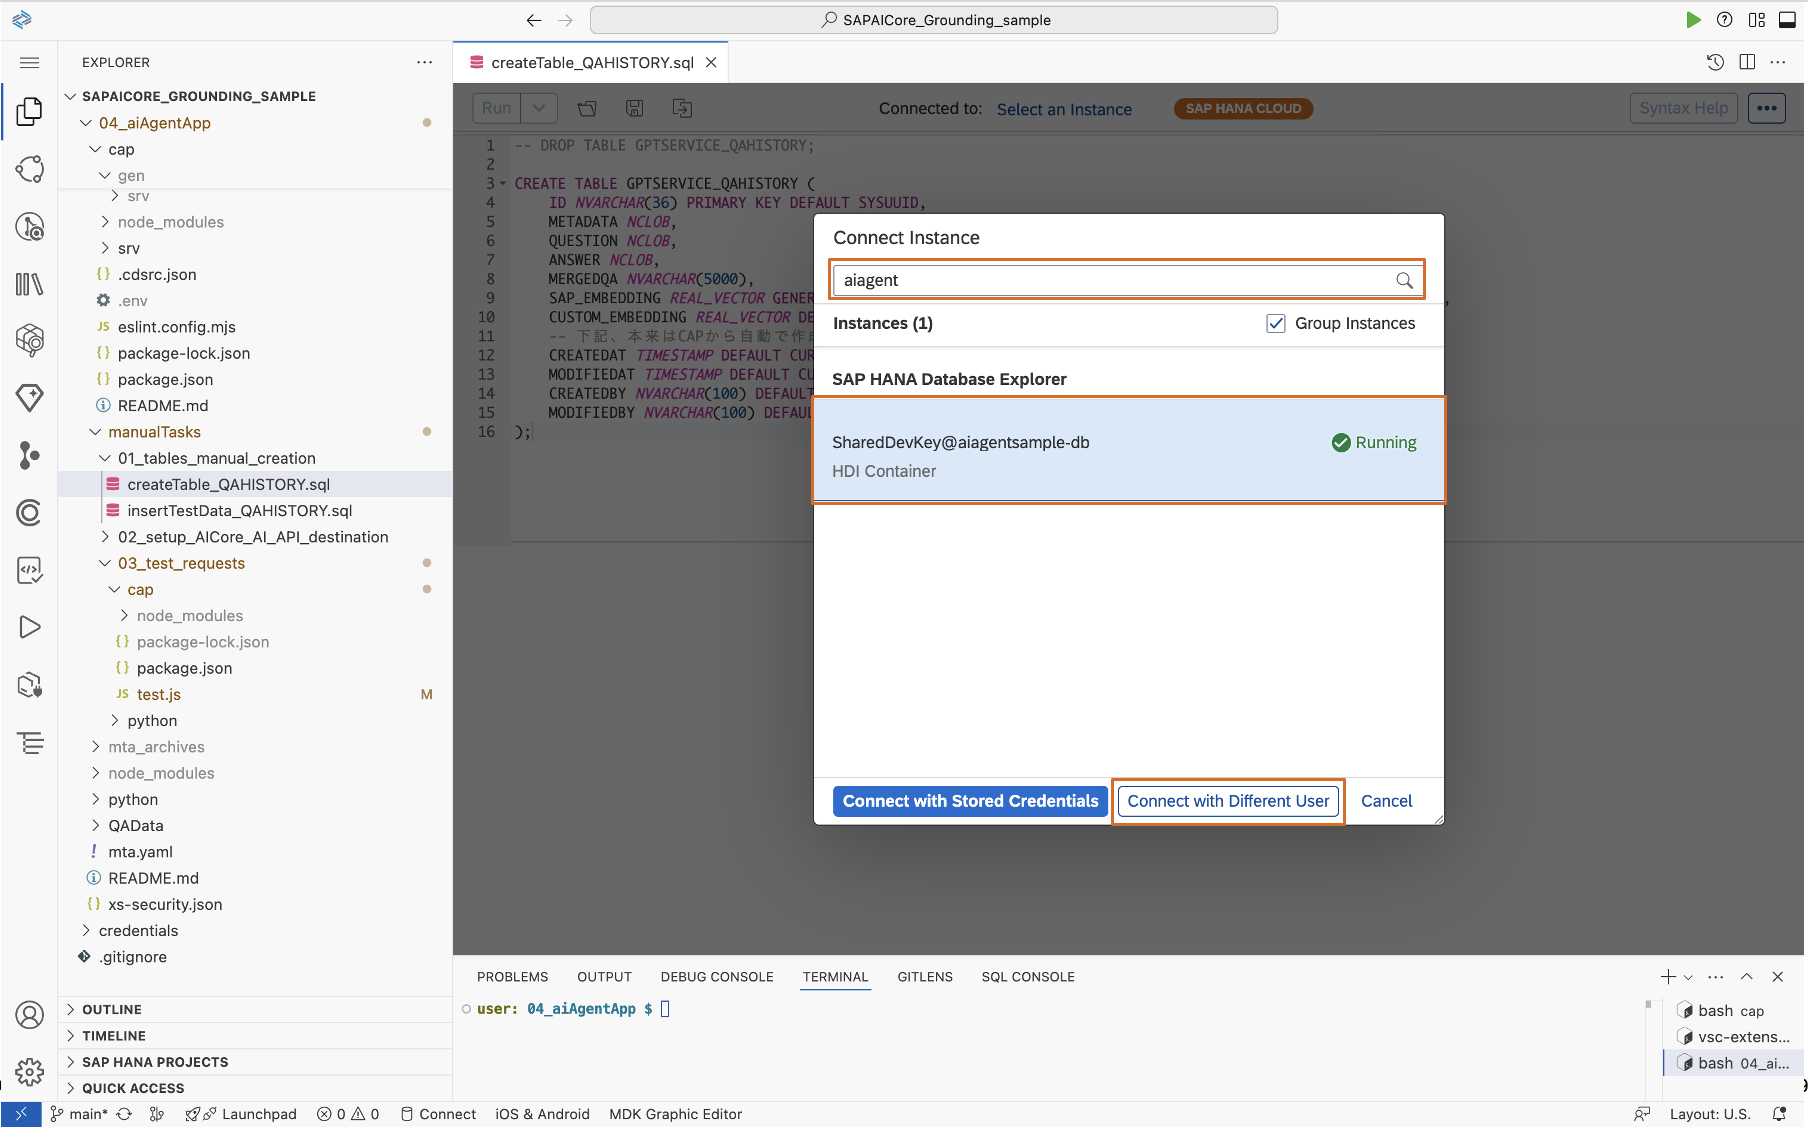 SAPAICore_Grounding_sample
EXPLORER
SAPAICORE_GROUNDING_SAMPLE
04_aiAgentApp
cap
gen
srv
node_modules
srv
.cdsrc.json
.env
JS eslint.config.mjs
package-lock.json
package.json
README.md
manualTasks
01_tables_manual_creation
createTable_QAHISTORY.sql
insertTestData_QAHISTORY.sql
02_setup_AICore_AI_API_destination
03_test_requests
cap
node_modules
{} package-lock.json
{} package.json
JS test.js M
python
mta_archives
node_modules
python
QAData
! mta.yaml
README.md
{} xs-security.json
credentials
.gitignore
OUTLINE
TIMELINE
SAP HANA PROJECTS
QUICK ACCESS
createTable_QAHISTORY.sql
Run
Connected to: Select an Instance SAP HANA CLOUD
Syntax Help
1 -- DROP TABLE GPTSERVICE_QAHISTORY;
2
3 CREATE TABLE GPTSERVICE_QAHISTORY (
4 ID NVARCHAR(36) PRIMARY KEY DEFAULT SYSUUID,
5 METADATA NCLOB,
6 QUESTION NCLOB,
7 ANSWER NCLOB,
8 MERGEDQA NVARCHAR(5000),
9 SAP_EMBEDDING REAL_VECTOR GENER
10 CUSTOM_EMBEDDING REAL_VECTOR DE
11 -- 下記、本来はCAPから自動で作成
12 CREATEDAT TIMESTAMP DEFAULT CUR
13 MODIFIEDAT TIMESTAMP DEFAULT CU
14 CREATEDBY NVARCHAR(100) DEFAULT
15 MODIFIEDBY NVARCHAR(100) DEFAUL
16 );
Connect Instance
aiagent
Instances (1)
Group Instances
SAP HANA Database Explorer
SharedDevKey@aiagentsample-db
Running
HDI Container
Connect with Stored Credentials
Connect with Different User
Cancel
PROBLEMS OUTPUT DEBUG CONSOLE TERMINAL GITLENS SQL CONSOLE
user: 04_aiAgentApp $
bash cap
vsc-extens...
bash 04_ai...
main* Launchpad 0 0 Connect iOS & Android MDK Graphic Editor
Layout: U.S.